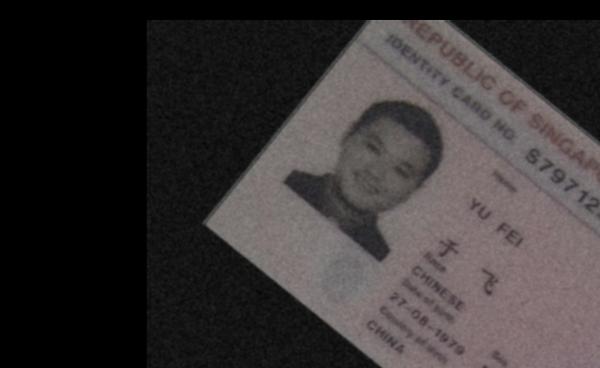 REPUBLIC OF SINGAPO
IDENTITY CARD NO. S79712
Name
YU FEI
于 飞
Race
CHINESE
Date of birth
27-08-1979
Sex
Country of birth
CHINA